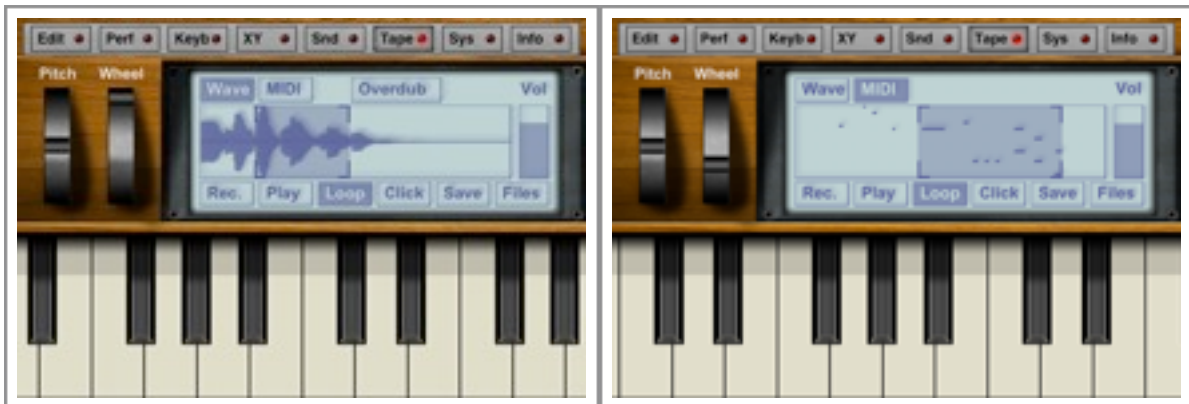 Edit Perf Keyb XY Snd Tape Sys Info
Pitch Wheel
Wave MIDI Overdub Vol
Rec. Play Loop Click Save Files
Edit Perf Keyb XY Snd Tape Sys Info
Pitch Wheel
Wave MIDI Vol
Rec. Play Loop Click Save Files